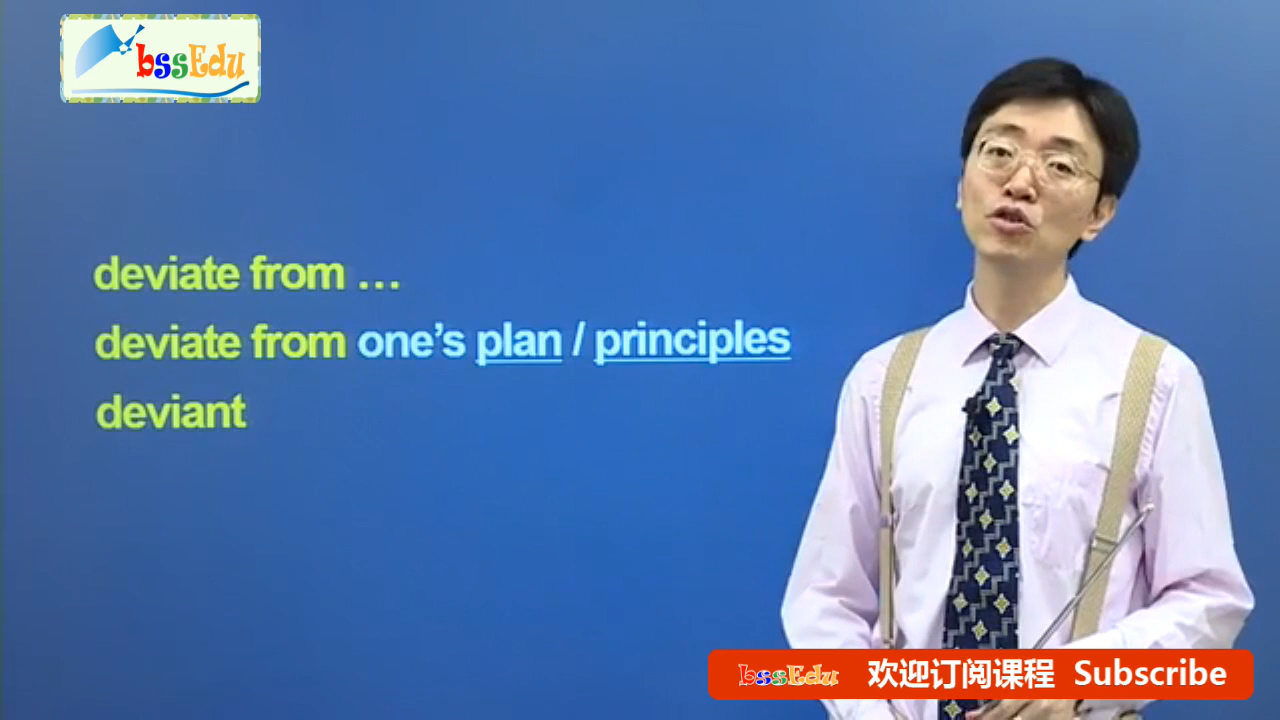 bssEdu
deviate from …
deviate from one’s plan / principles
deviant
bssEdu 欢迎订阅课程 Subscribe